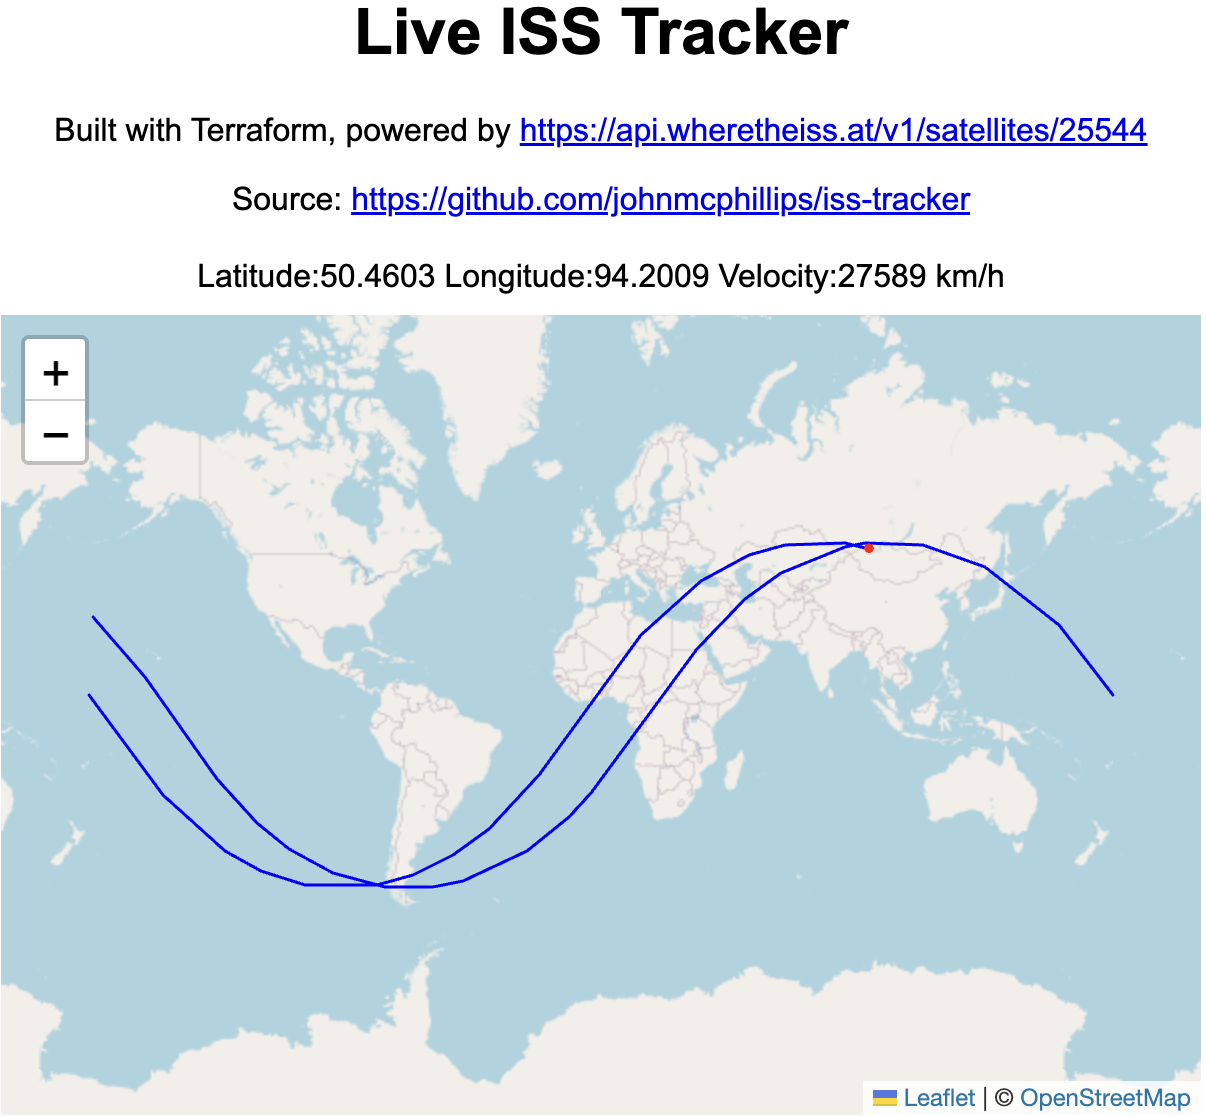 Live ISS Tracker
Built with Terraform, powered by https://api.wheretheiss.at/v1/satellites/25544
Source: https://github.com/johnmcphillips/iss-tracker
Latitude:50.4603 Longitude:94.2009 Velocity:27589 km/h
+
−
Leaflet | © OpenStreetMap